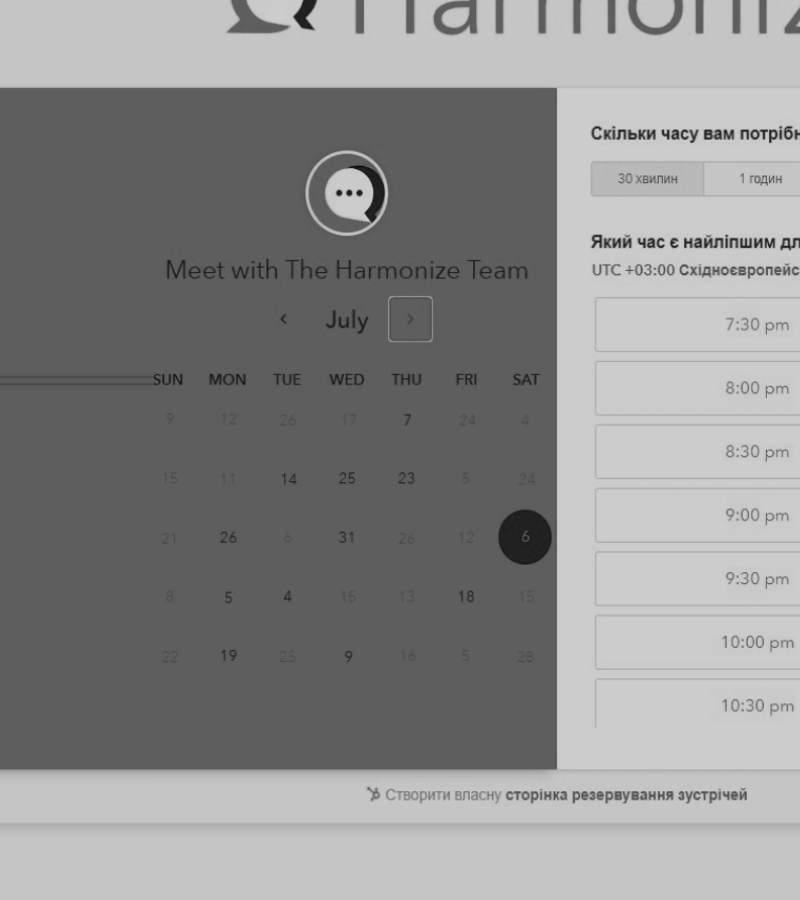 Harmoniz
Meet with The Harmonize Team
July
SUN MON TUE WED THU FRI SAT
9 12 26 17 7 24 4
15 11 14 25 23 5 24
21 26 6 31 26 12 6
8 5 4 15 13 18 15
22 19 25 9 16 5 28
Скільки часу вам потрібн
30 хвилин 1 годин
Який час є найліпшим дл
UTC +03:00 Східноєвропейс
7:30 pm
8:00 pm
8:30 pm
9:00 pm
9:30 pm
10:00 pm
10:30 pm
Створити власну сторінка резервування зустрічей